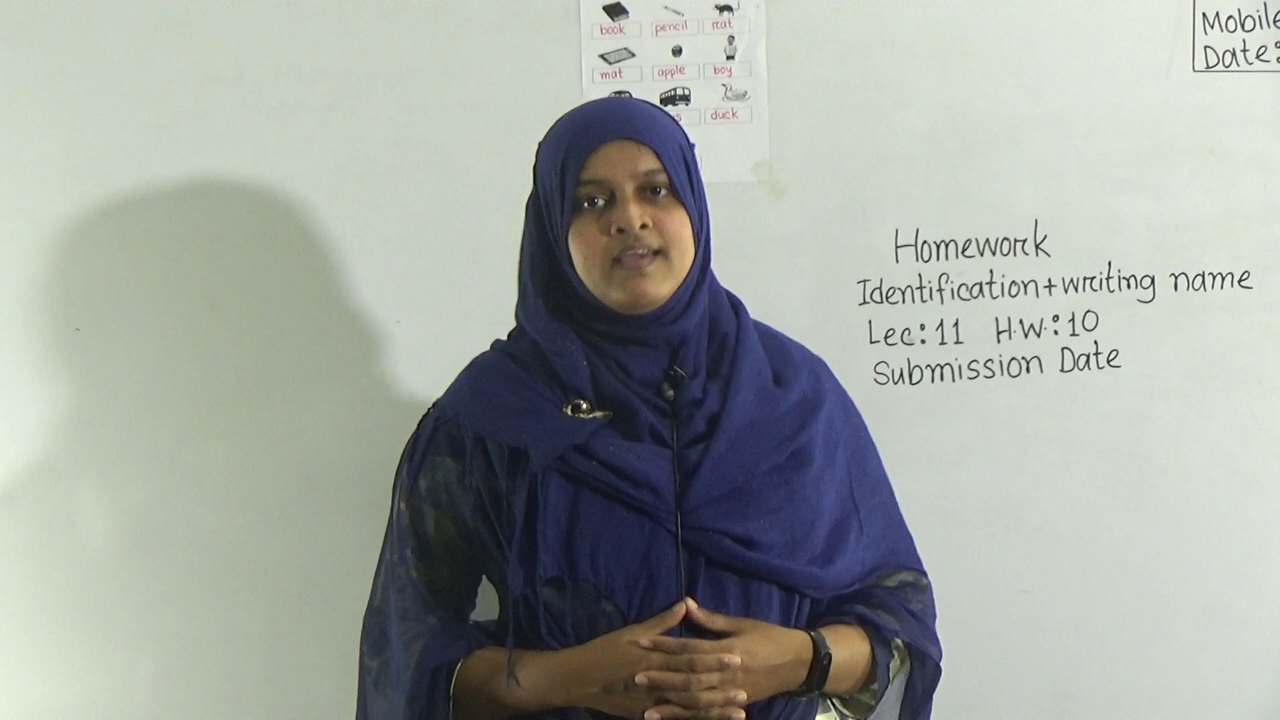 book pencil rat
mat apple boy
duck
Mobile
Date:
Homework
Identification+writing name
Lec:11 H.W.:10
Submission Date